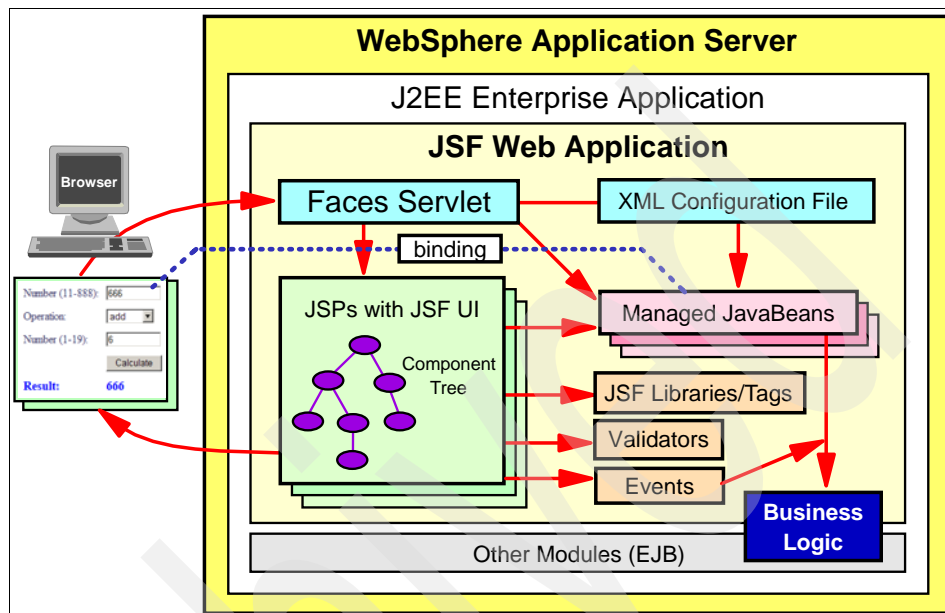 WebSphere Application Server
J2EE Enterprise Application
JSF Web Application
Browser
Faces Servlet
XML Configuration File
binding
Number (11-888):
666
Operation:
add
Number (1-19):
6
Calculate
Result:
666
JSPs with JSF UI
Component
Tree
Managed JavaBeans
JSF Libraries/Tags
Validators
Events
Business
Logic
Other Modules (EJB)